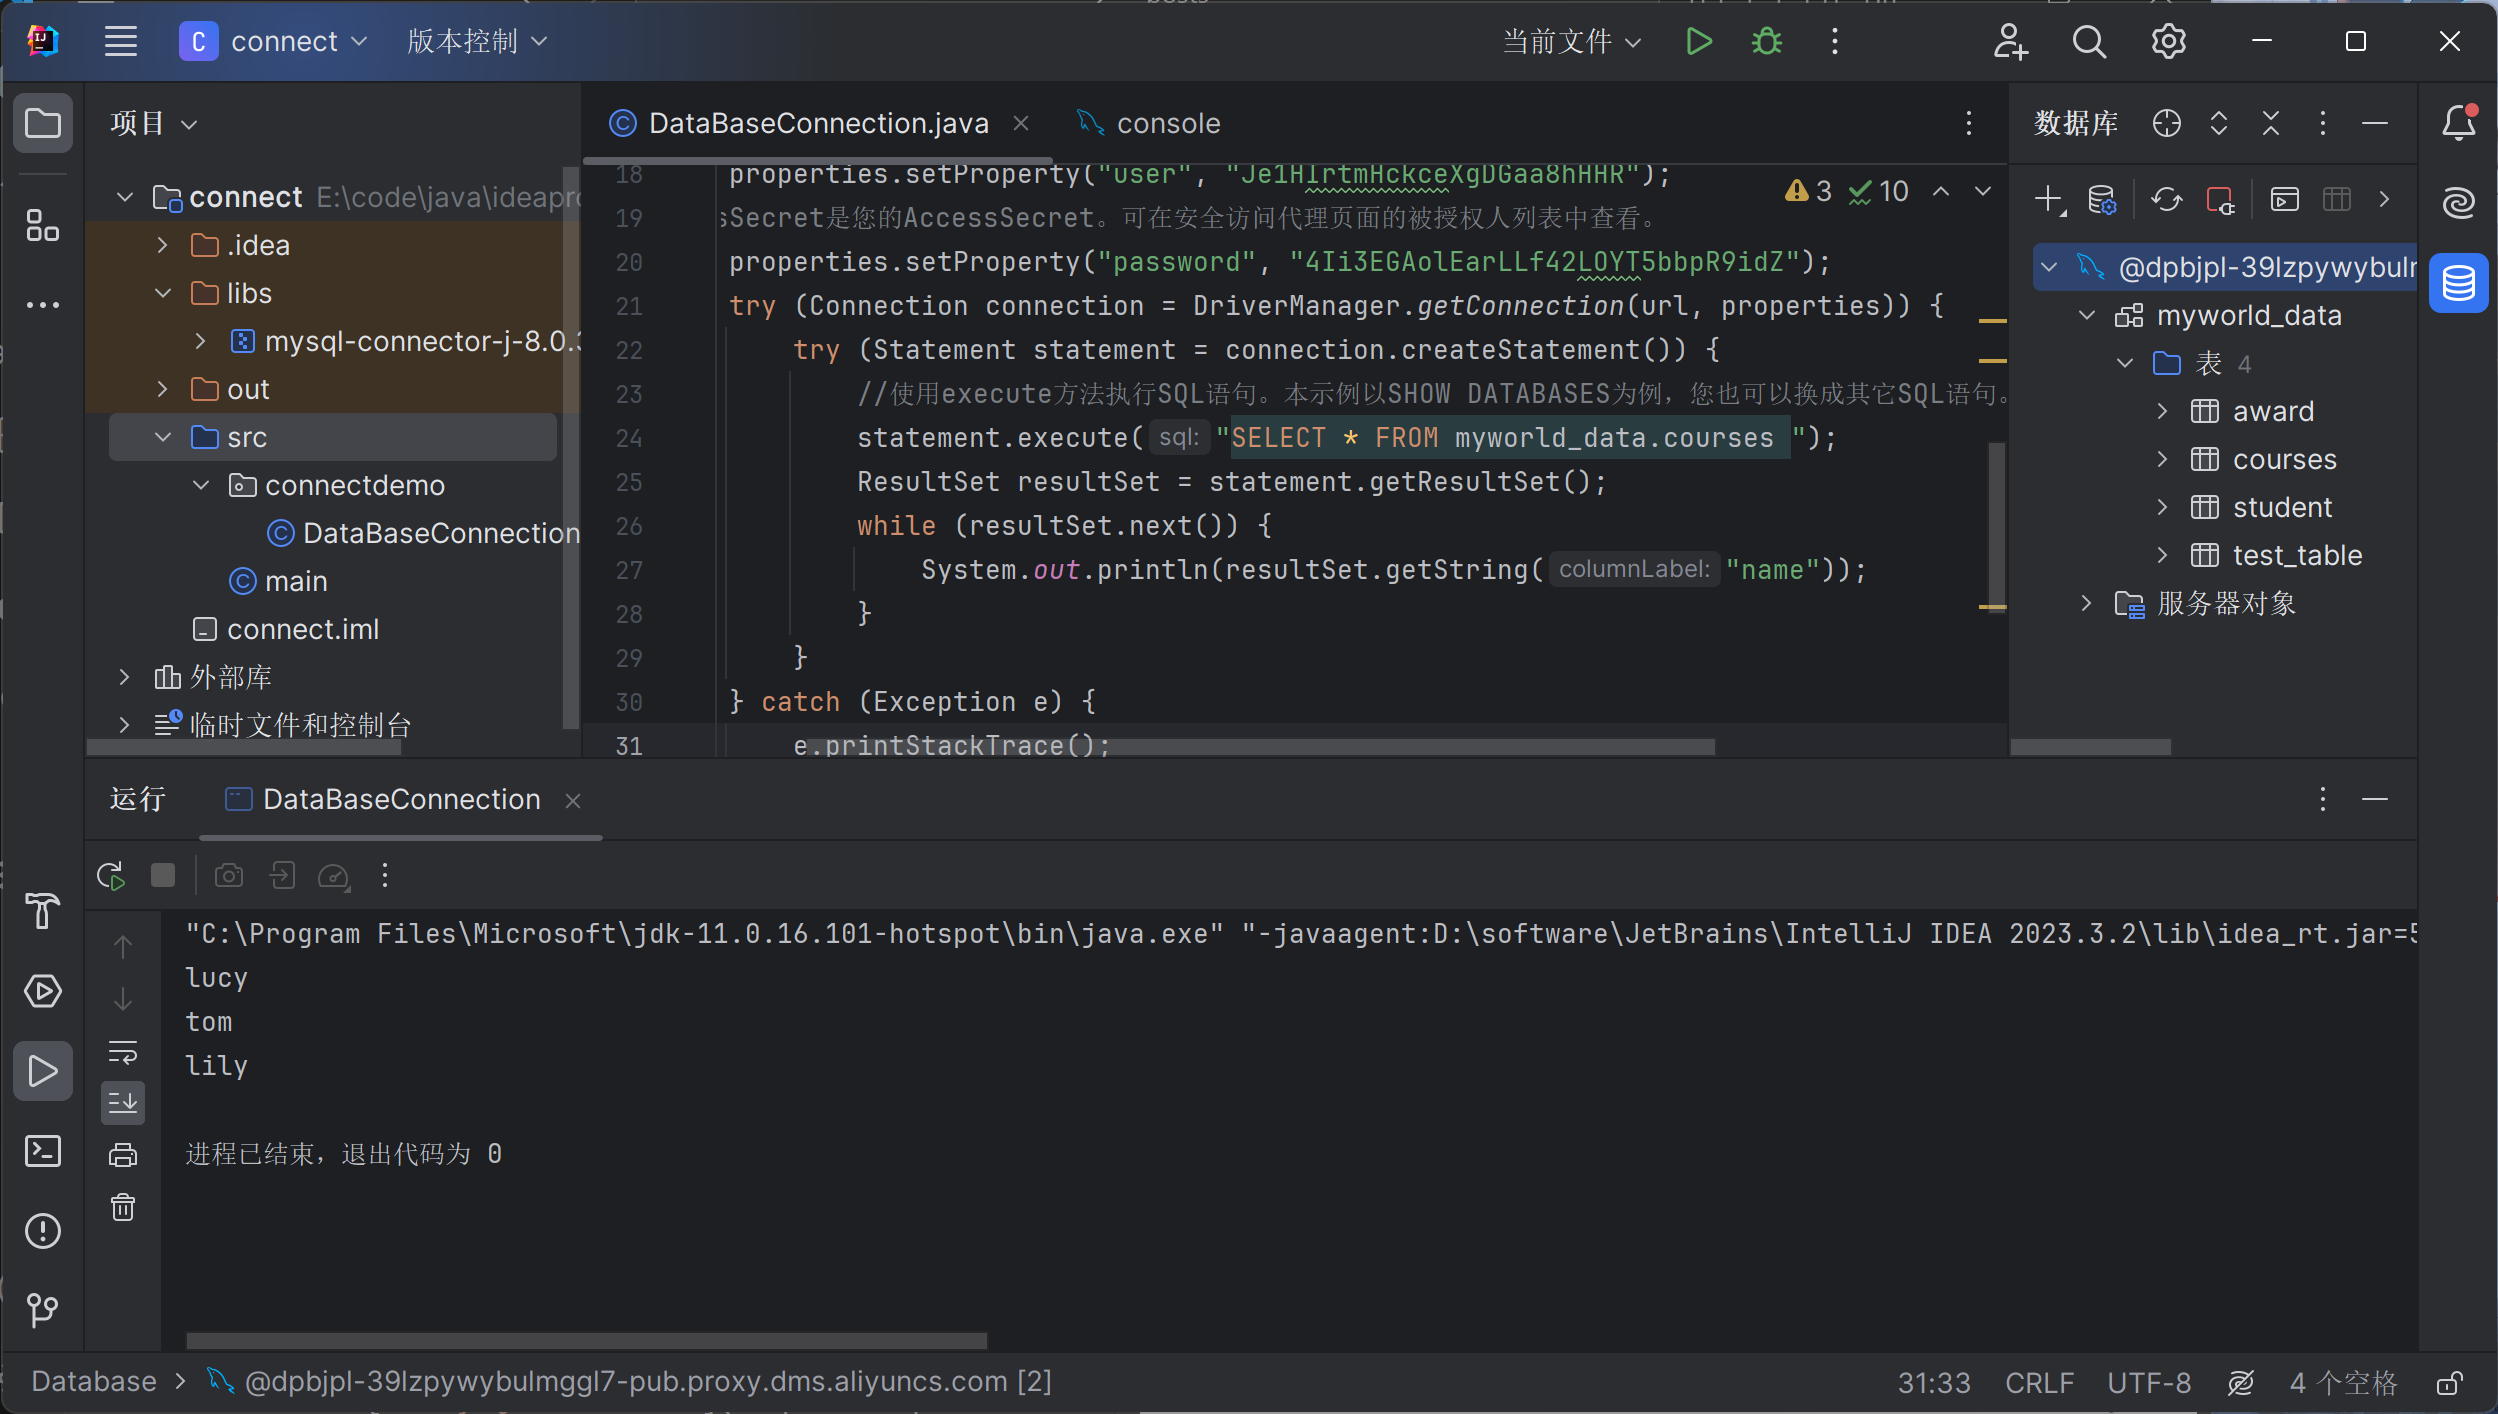 connect 版本控制 当前文件
项目
connect E:\code\java\ideapro
.idea
libs
mysql-connector-j-8.0.3
out
src
connectdemo
DataBaseConnection
main
connect.iml
外部库
临时文件和控制台
DataBaseConnection.java console
3 10
18 properties.setProperty("user", "Je1HIrtmHckceXgDGaa8hHHR");
19 sSecret是您的AccessSecret。可在安全访问代理页面的被授权人列表中查看。
20 properties.setProperty("password", "4Ii3EGAolEarLLf42LOYT5bbpR9idZ");
21 try (Connection connection = DriverManager.getConnection(url, properties)) {
22 try (Statement statement = connection.createStatement()) {
23 //使用execute方法执行SQL语句。本示例以SHOW DATABASES为例，您也可以换成其它SQL语句。
24 statement.execute( sql: "SELECT * FROM myworld_data.courses ");
25 ResultSet resultSet = statement.getResultSet();
26 while (resultSet.next()) {
27 System.out.println(resultSet.getString( columnLabel: "name"));
28 }
29 }
30 } catch (Exception e) {
31 e.printStackTrace();
数据库
@dpbjpl-39lzpywybulm
myworld_data
表 4
award
courses
student
test_table
服务器对象
运行 DataBaseConnection
"C:\Program Files\Microsoft\jdk-11.0.16.101-hotspot\bin\java.exe" "-javaagent:D:\software\JetBrains\IntelliJ IDEA 2023.3.2\lib\idea_rt.jar=5
lucy
tom
lily
进程已结束，退出代码为 0
Database @dpbjpl-39lzpywybulmggl7-pub.proxy.dms.aliyuncs.com [2] 31:33 CRLF UTF-8 4 个空格